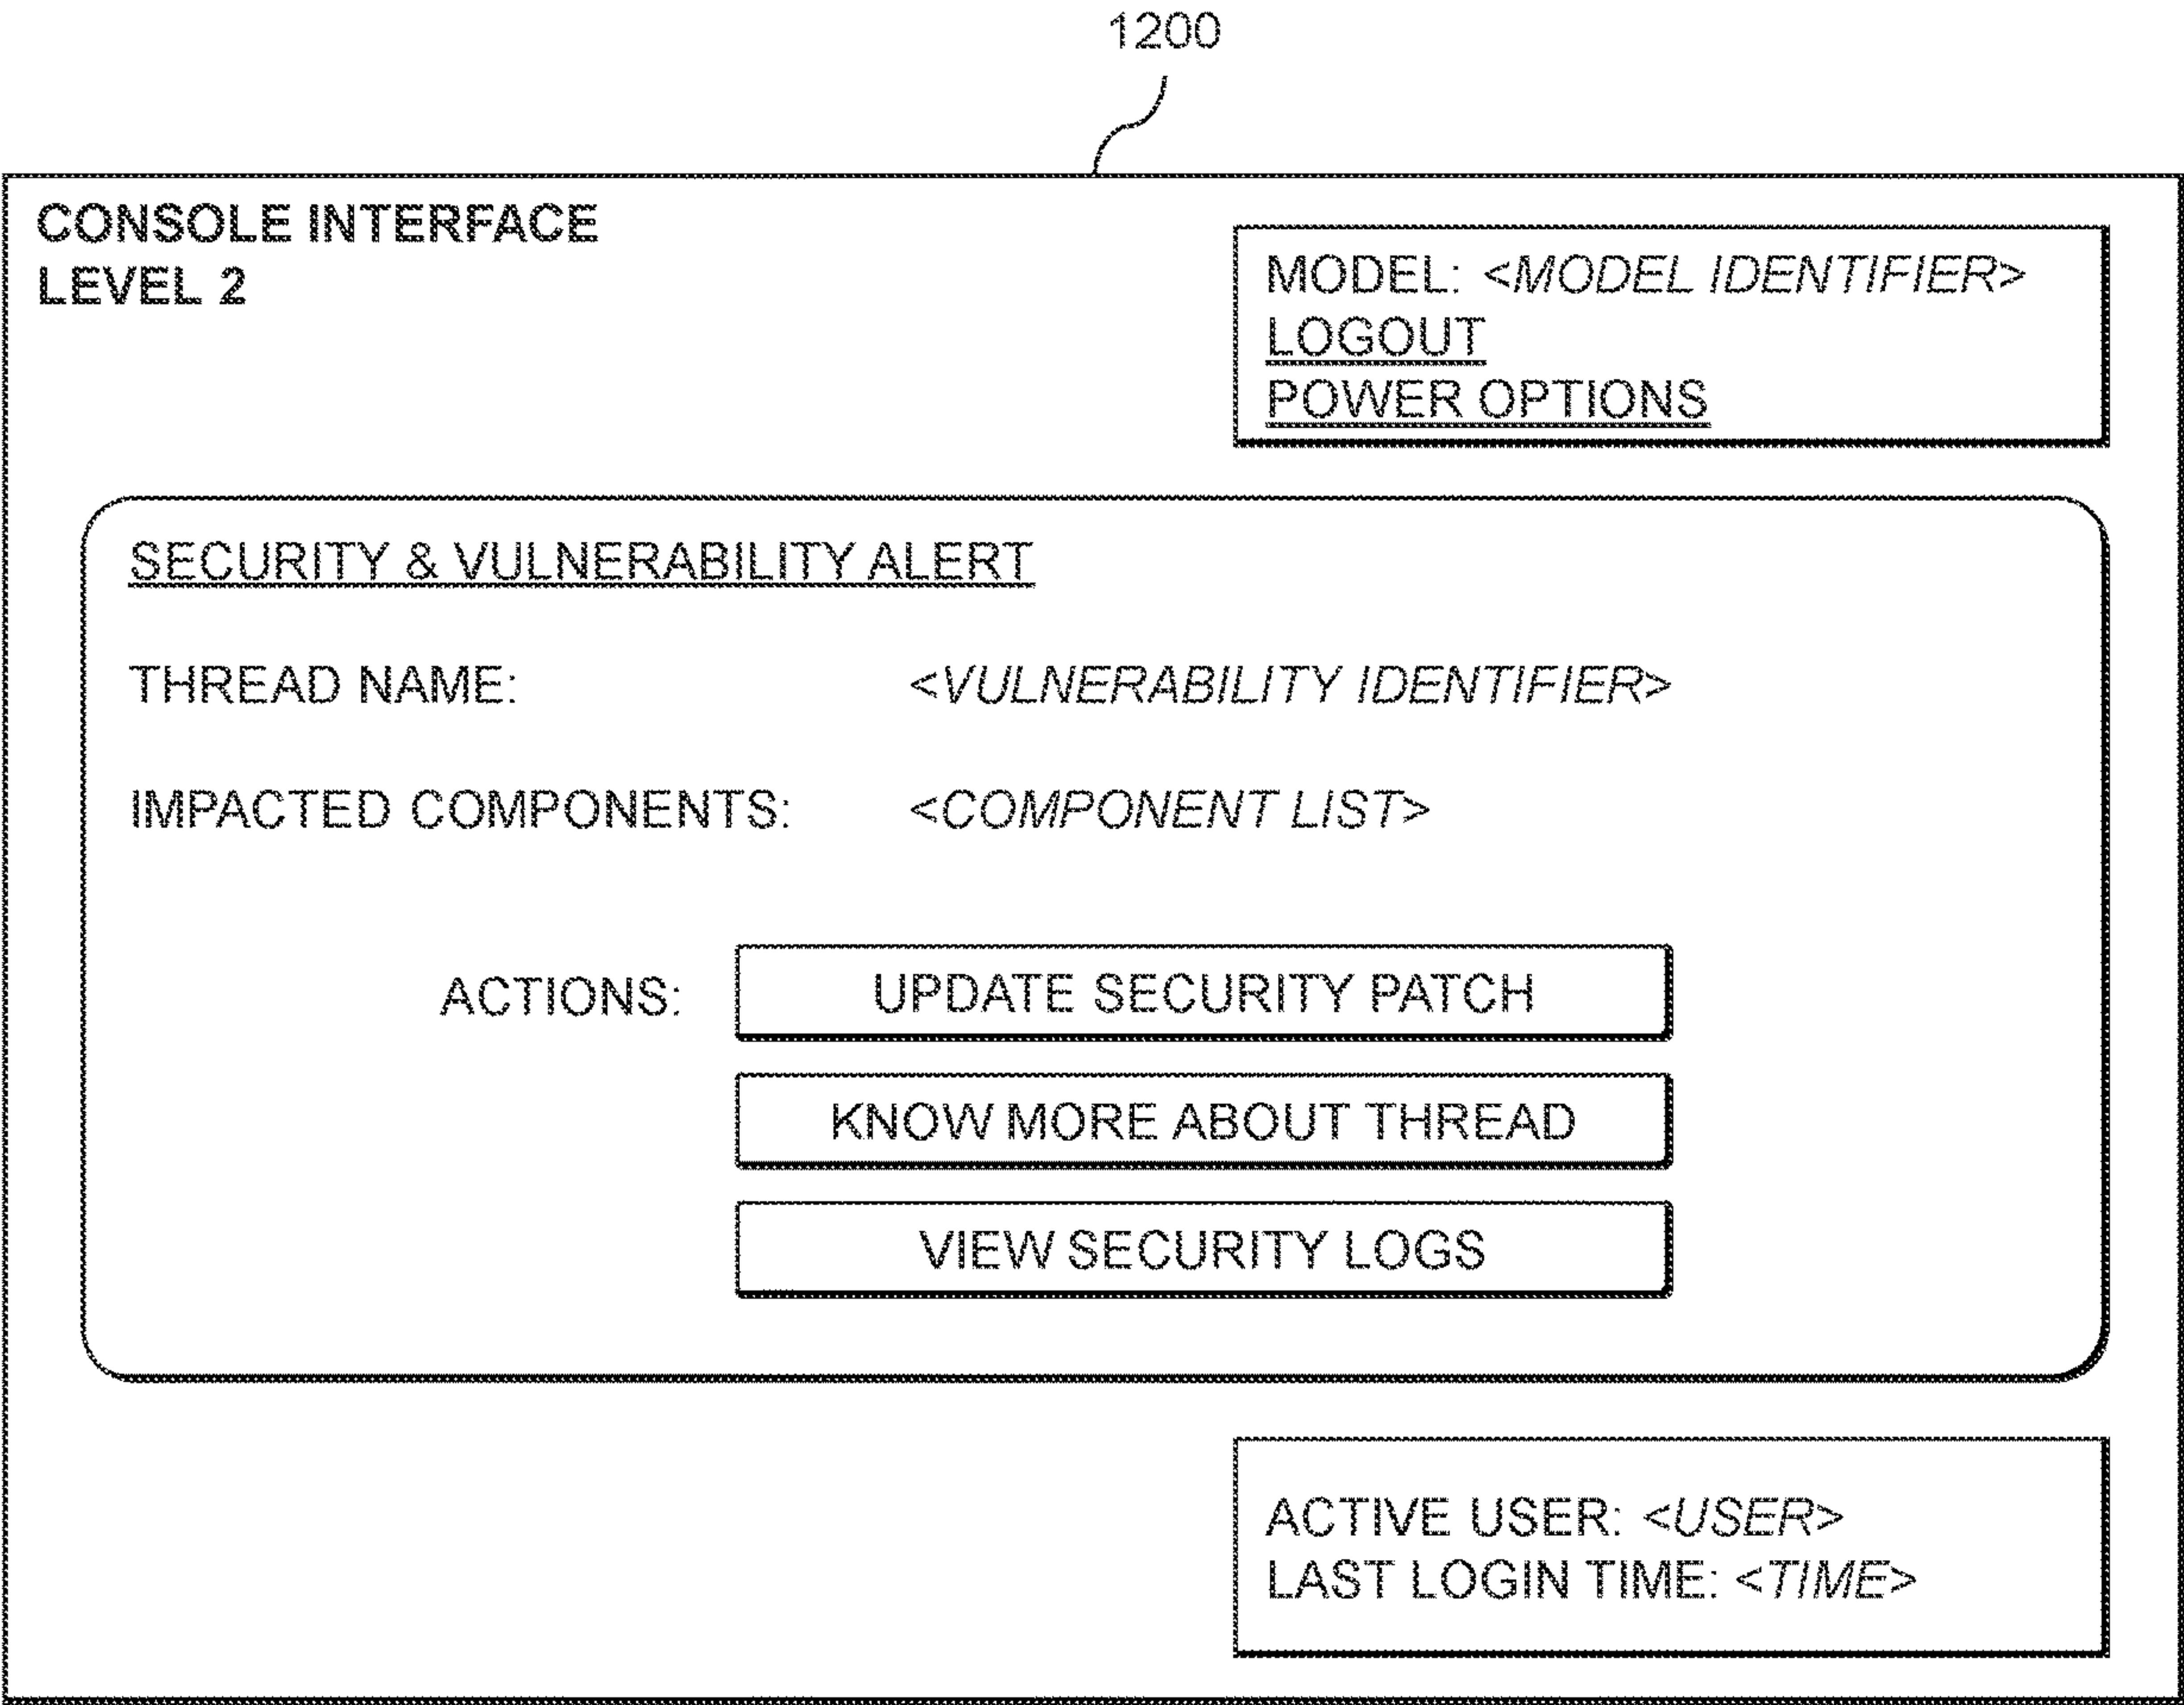 1200
CONSOLE INTERFACE
LEVEL 2
MODEL: <MODEL IDENTIFIER>
LOGOUT
POWER OPTIONS
SECURITY & VULNERABILITY ALERT
THREAD NAME: <VULNERABILITY IDENTIFIER>
IMPACTED COMPONENTS: <COMPONENT LIST>
ACTIONS: UPDATE SECURITY PATCH
KNOW MORE ABOUT THREAD
VIEW SECURITY LOGS
ACTIVE USER: <USER>
LAST LOGIN TIME: <TIME>